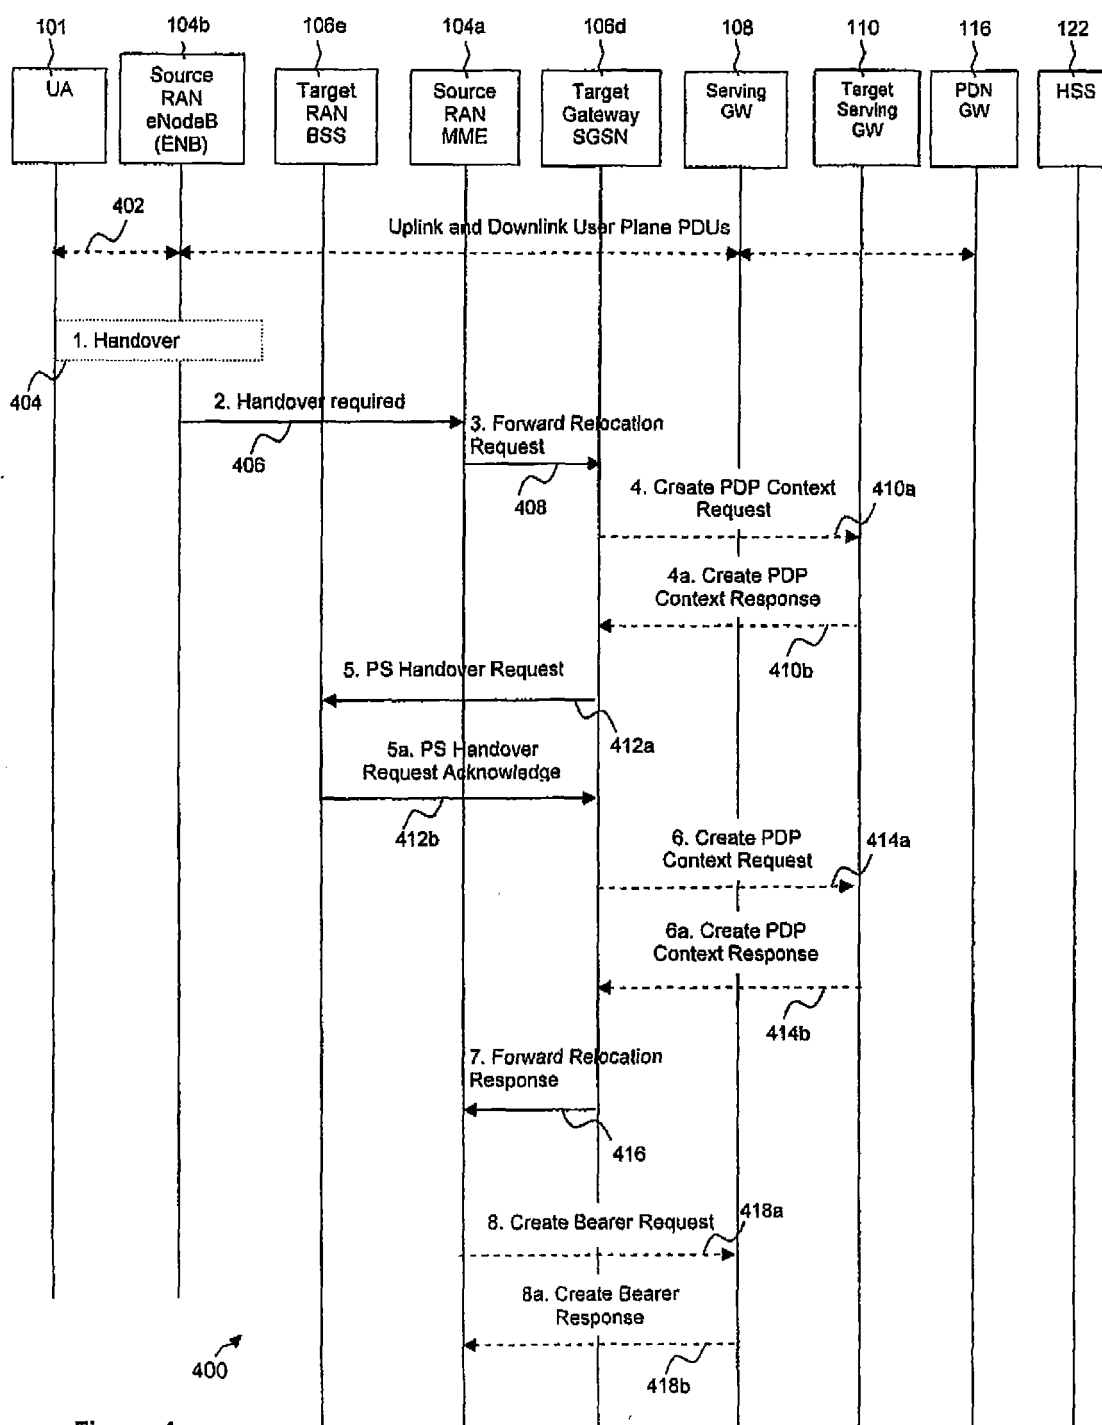 101 104b 106e 104a 106d 108 110 116 122
UA
Source
RAN
eNodeB
(ENB)
Target
RAN
BSS
Source
RAN
MME
Target
Gateway
SGSN
Serving
GW
Target
Serving
GW
PDN
GW
HSS
402
Uplink and Downlink User Plane PDUs
1. Handover
404
2. Handover required
406
3. Forward Relocation
Request
408
4. Create PDP Context
Request
410a
4a. Create PDP
Context Response
410b
5. PS Handover Request
412a
5a. PS Handover
Request Acknowledge
412b
6. Create PDP
Context Request
414a
6a. Create PDP
Context Response
414b
7. Forward Relocation
Response
416
8. Create Bearer Request
418a
8a. Create Bearer
Response
418b
400